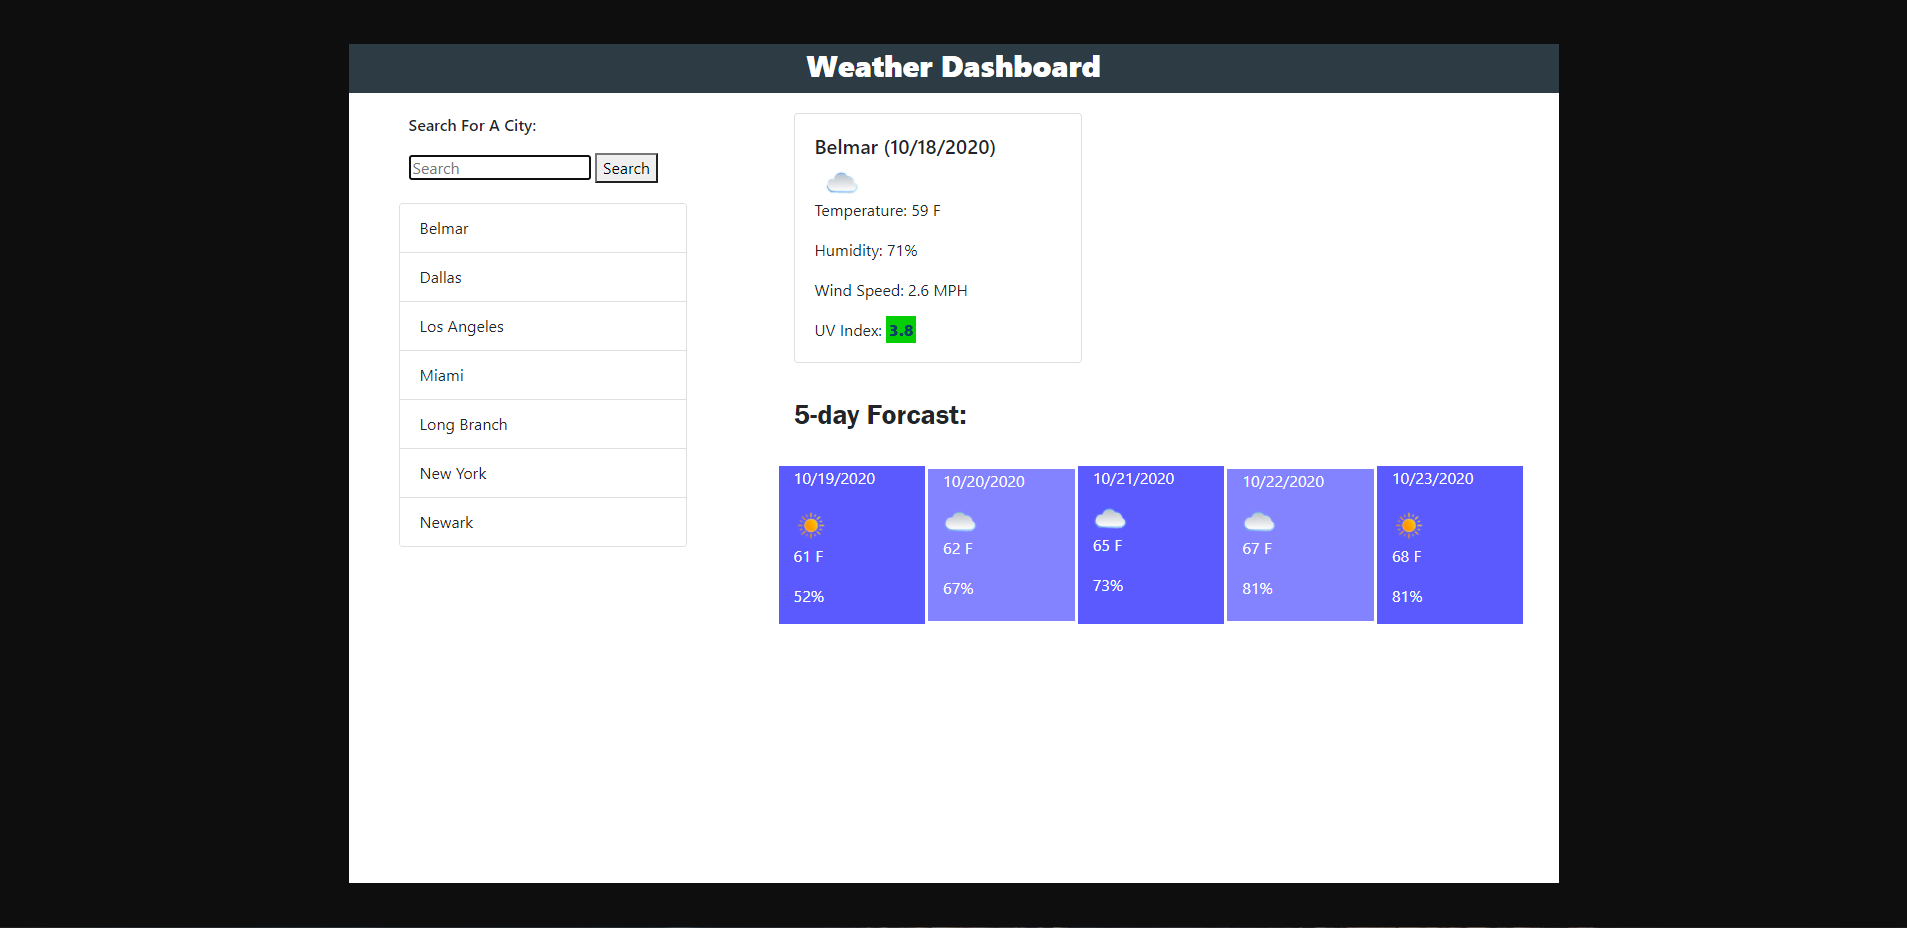 Weather Dashboard
Search For A City:
Search Search
Belmar
Dallas
Los Angeles
Miami
Long Branch
New York
Newark
Belmar (10/18/2020)
Temperature: 59 F
Humidity: 71%
Wind Speed: 2.6 MPH
UV Index: 3.8
5-day Forcast:
10/19/2020
61 F
52%
10/20/2020
62 F
67%
10/21/2020
65 F
73%
10/22/2020
67 F
81%
10/23/2020
68 F
81%